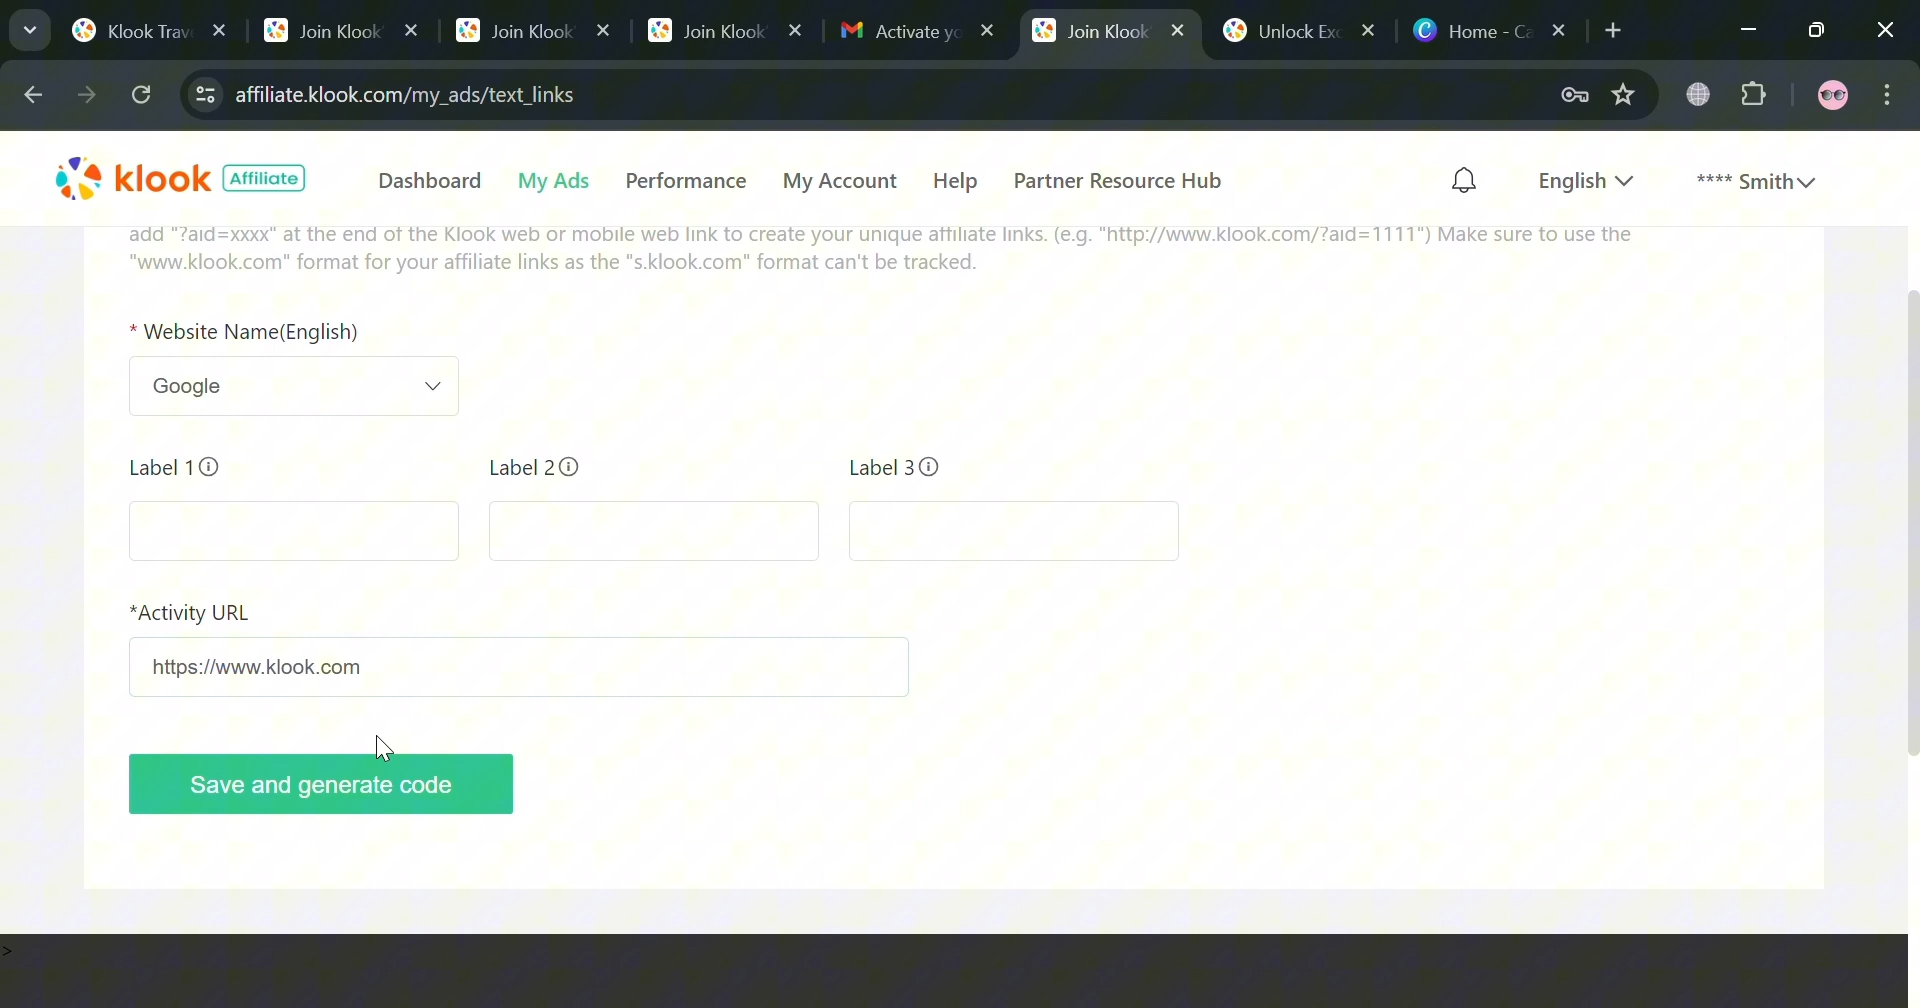 Klook Trav
Join Klook'
Join Klook'
Join Klook'
Activate yo
Join Klook'
Unlock Exc
Home - Ca
affiliate.klook.com/my_ads/text_links
klook Affiliate
Dashboard
My Ads
Performance
My Account
Help
Partner Resource Hub
English
**** Smith
add "?aid=xxxx" at the end of the Klook web or mobile web link to create your unique affiliate links. (e.g. "http://www.klook.com/?aid=1111") Make sure to use the
"www.klook.com" format for your affiliate links as the "s.klook.com" format can't be tracked.
* Website Name(English)
Google
Label 1
Label 2
Label 3
*Activity URL
https://www.klook.com
Save and generate code
>